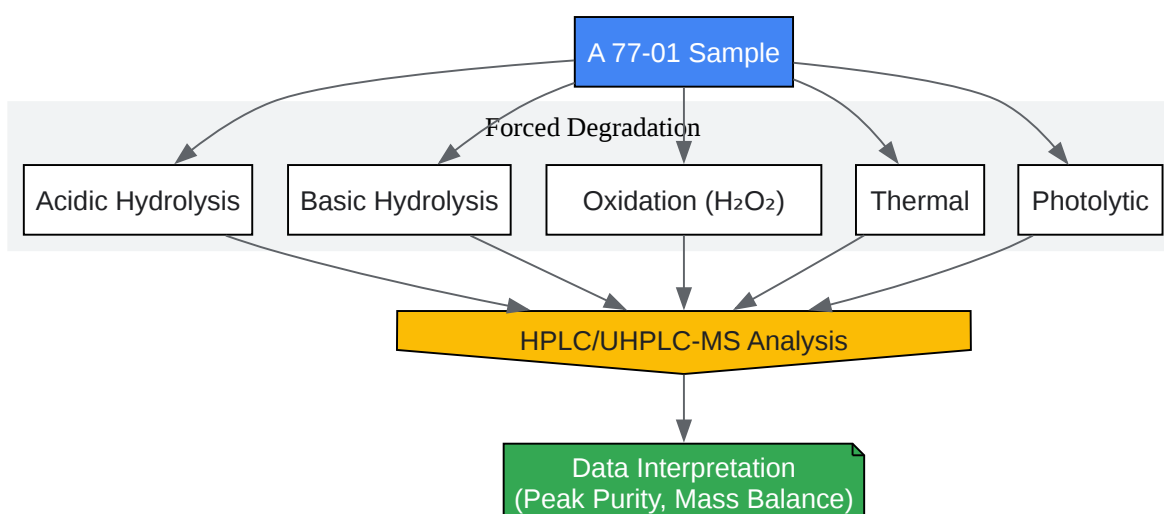 A 77-01 Sample
Forced Degradation
Acidic Hydrolysis
Basic Hydrolysis
Oxidation (H₂O₂)
Thermal
Photolytic
HPLC/UHPLC-MS Analysis
Data Interpretation
(Peak Purity, Mass Balance)